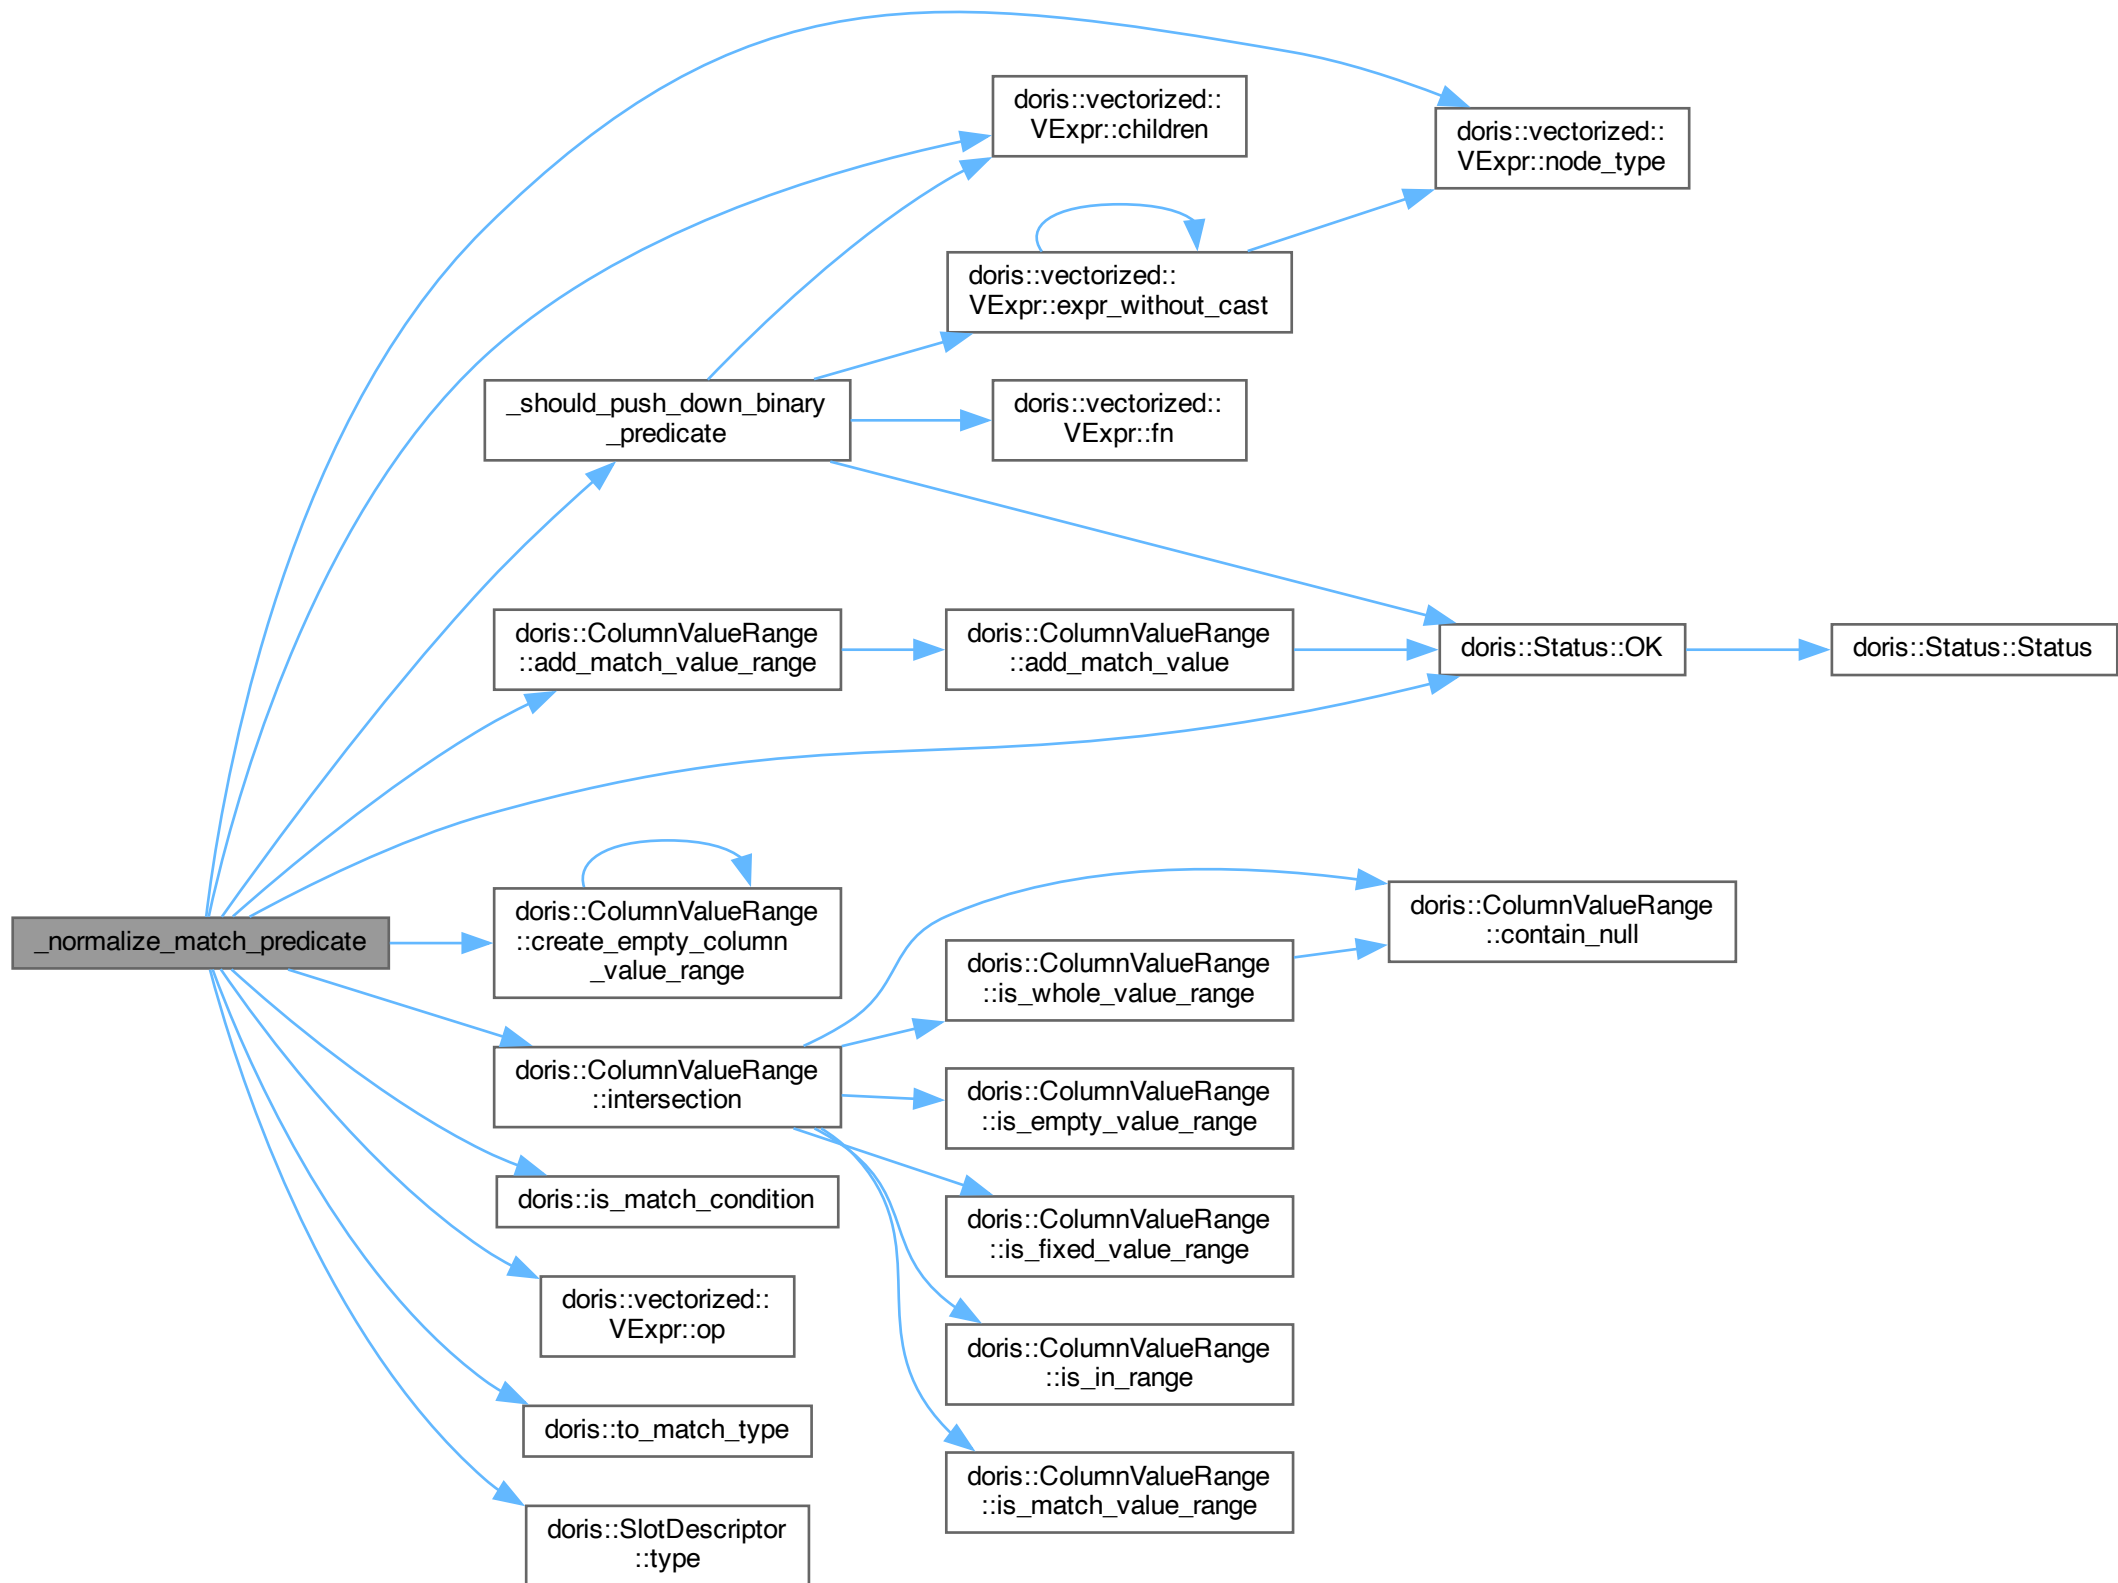 doris::vectorized::
VExpr::children
doris::vectorized::
VExpr::node_type
doris::vectorized::
VExpr::expr_without_cast
_should_push_down_binary
_predicate
doris::vectorized::
VExpr::fn
doris::ColumnValueRange
::add_match_value_range
doris::ColumnValueRange
::add_match_value
doris::Status::OK
doris::Status::Status
_normalize_match_predicate
doris::ColumnValueRange
::create_empty_column
_value_range
doris::ColumnValueRange
::contain_null
doris::ColumnValueRange
::is_whole_value_range
doris::ColumnValueRange
::intersection
doris::ColumnValueRange
::is_empty_value_range
doris::is_match_condition
doris::ColumnValueRange
::is_fixed_value_range
doris::vectorized::
VExpr::op
doris::ColumnValueRange
::is_in_range
doris::to_match_type
doris::ColumnValueRange
::is_match_value_range
doris::SlotDescriptor
::type